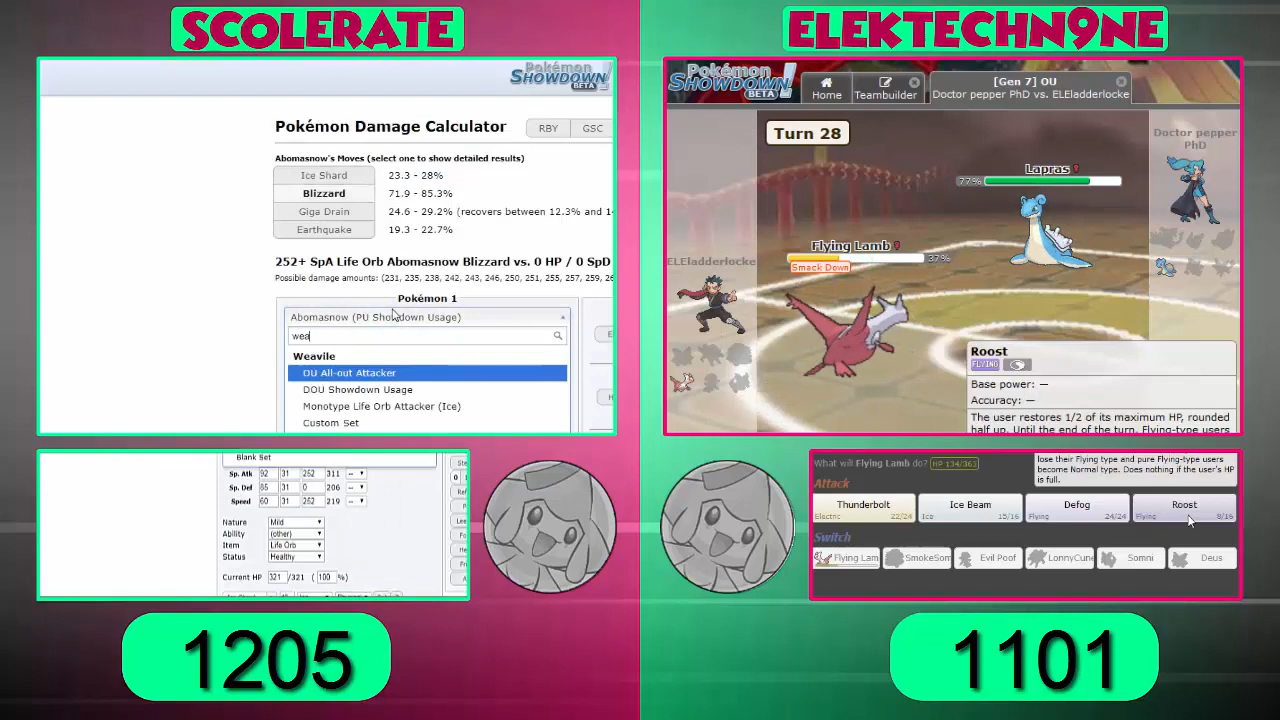 SCOLERATE
Pokémon
SHOWDOWN!
BETA
Pokémon Damage Calculator
RBY
GSC
Abomasnow's Moves (select one to show detailed results)
Ice Shard 23.3 - 28%
Blizzard 71.9 - 85.3%
Giga Drain 24.6 - 29.2% (recovers between 12.3% and 14
Earthquake 19.3 - 22.7%
252+ SpA Life Orb Abomasnow Blizzard vs. 0 HP / 0 SpD
Possible damage amounts: (231, 235, 238, 242, 243, 246, 250, 251, 255, 257, 259, 26
Pokémon 1
Abomasnow (PU Showdown Usage)
wea
Weavile
OU All-out Attacker
DOU Showdown Usage
Monotype Life Orb Attacker (Ice)
Custom Set
Blank Set
Sp. Atk 92 31 252 311 --
Sp. Def 85 31 0 206 --
Speed 60 31 252 219 --
Nature Mild
Ability (other)
Item Life Orb
Status Healthy
Current HP 321 /321 ( 100 %)
1205
ELEKTECHN9NE
Pokémon
SHOWDOWN!
BETA
Home
Teambuilder
[Gen 7] OU
Doctor pepper PhD vs. ELEladderlocke
Turn 28
Doctor pepper
PhD
Lapras
77%
Flying Lamb
37%
Smack Down
ELEladderlocke
Roost
FLYING
Base power: —
Accuracy: —
The user restores 1/2 of its maximum HP, rounded
half up. Until the end of the turn, Flying-type users
lose their Flying type and pure Flying-type users
become Normal type. Does nothing if the user's HP
is full.
What will Flying Lamb do? HP 134/363
Attack
Thunderbolt
Electric 22/24
Ice Beam
Ice 15/16
Defog
Flying 24/24
Roost
Flying 8/16
Switch
Flying Lam
SmokeSom
Evil Poof
LonnyCune
Somni
Deus
1101